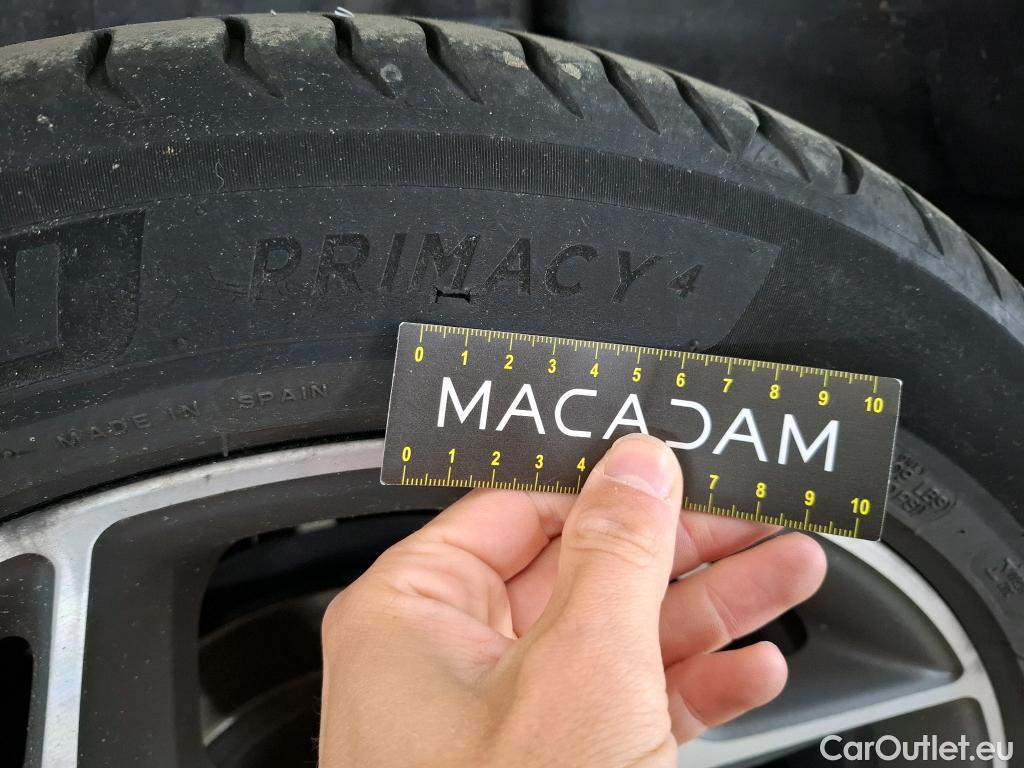 PRIMACY 4
MADE IN SPAIN
0 1 2 3 4 5 6 7 8 9 10
MACADAM
0 1 2 3 4 7 8 9 10
CarOutlet.eu